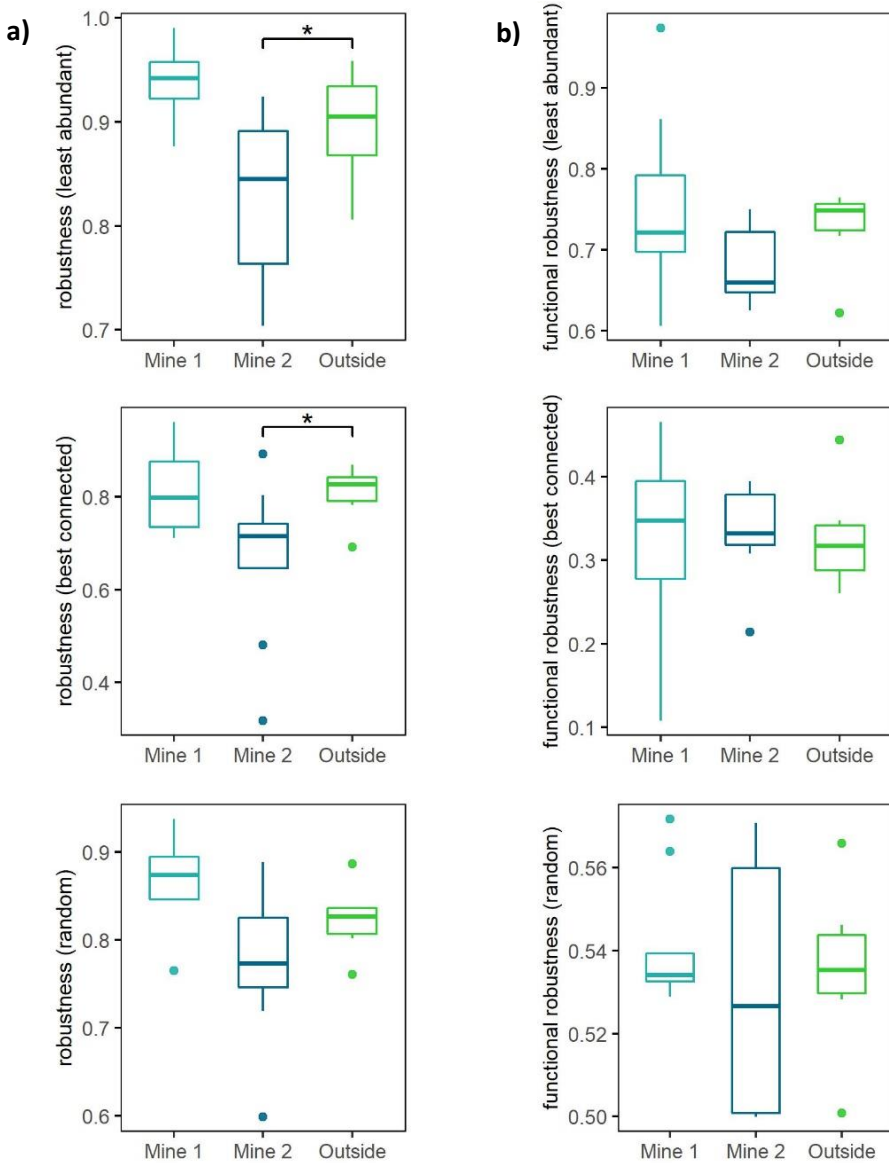 a)
robustness (least abundant)
1.0
0.9
0.8
0.7
*
Mine 1 Mine 2 Outside
b)
functional robustness (least abundant)
0.9
0.8
0.7
0.6
Mine 1 Mine 2 Outside
robustness (best connected)
0.8
0.6
0.4
*
Mine 1 Mine 2 Outside
functional robustness (best connected)
0.4
0.3
0.2
0.1
Mine 1 Mine 2 Outside
robustness (random)
0.9
0.8
0.7
0.6
Mine 1 Mine 2 Outside
functional robustness (random)
0.56
0.54
0.52
0.50
Mine 1 Mine 2 Outside